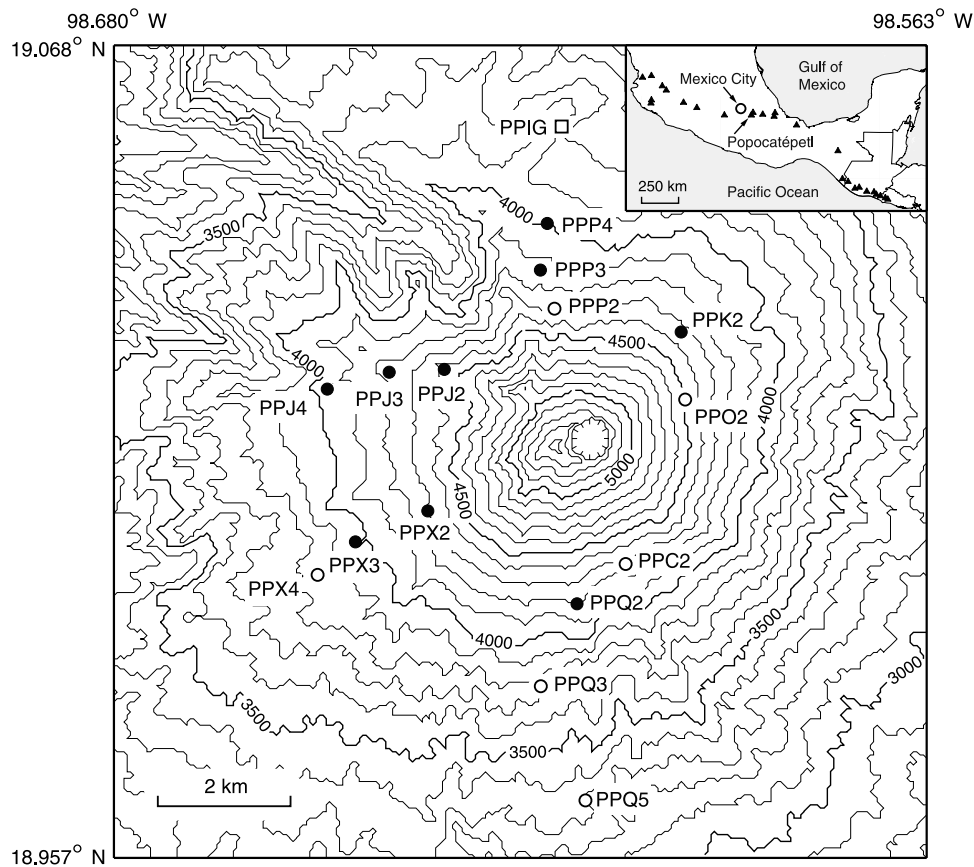 98.680° W
98.563° W
19.068° N
Gulf of
Mexico
Mexico City
Popocatépetl
250 km
Pacific Ocean
PPIG
4000
3500
PPP4
PPP3
PPP2
PPK2
4500
4000
4000
PPJ4
PPJ3
PPJ2
PPO2
5000
4500
PPX2
PPX3
PPX4
PPC2
PPQ2
4000
3500
3000
PPQ3
3500
3500
2 km
PPQ5
18.957° N